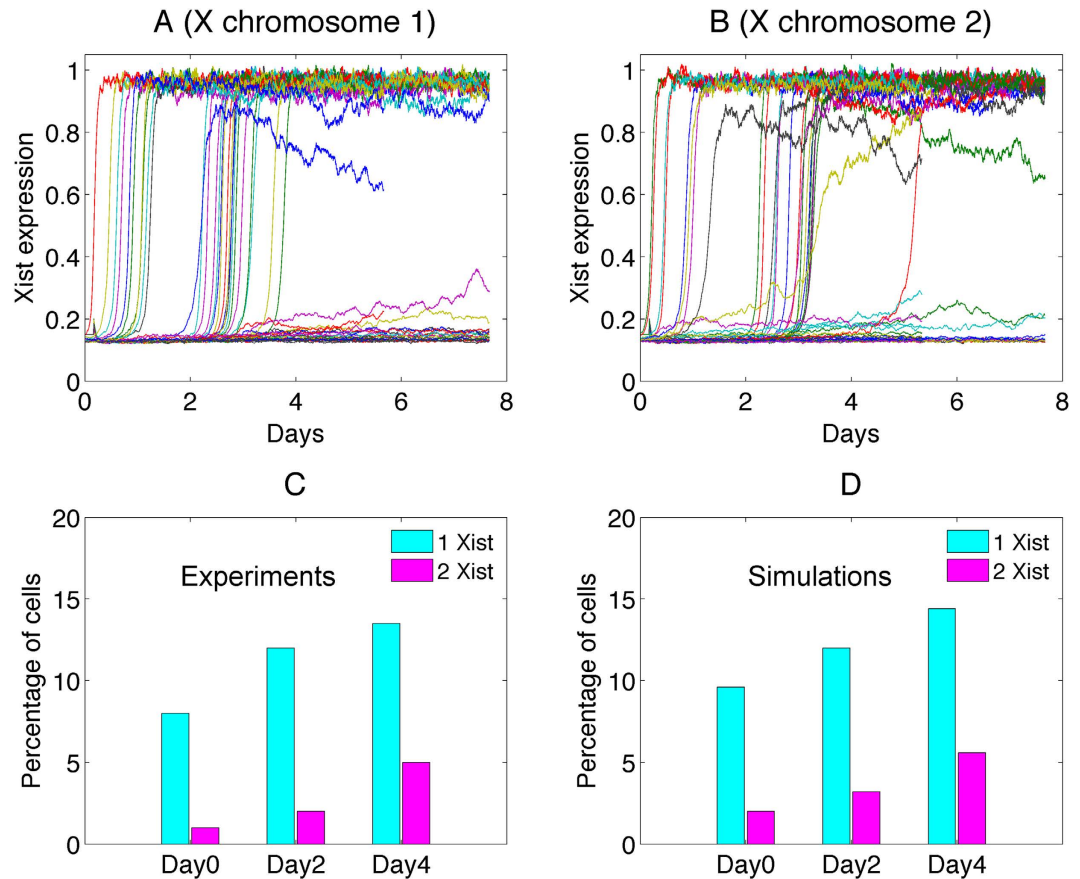 A (X chromosome 1)
Xist expression
1
0.8
0.6
0.4
0.2
0
0 2 4 6 8
Days
B (X chromosome 2)
Xist expression
1
0.8
0.6
0.4
0.2
0
0 2 4 6 8
Days
C
Percentage of cells
20
15
10
5
0
Experiments
1 Xist
2 Xist
Day0 Day2 Day4
D
Percentage of cells
20
15
10
5
0
Simulations
1 Xist
2 Xist
Day0 Day2 Day4